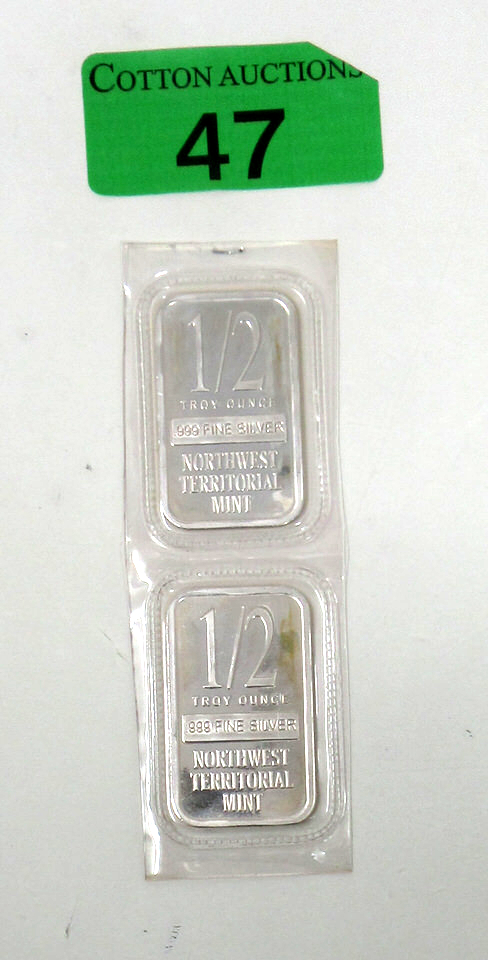 COTTON AUCTIONS
47
1/2
TROY OUNCE
.999 FINE SILVER
NORTHWEST
TERRITORIAL
MINT
1/2
TROY OUNCE
.999 FINE SILVER
NORTHWEST
TERRITORIAL
MINT